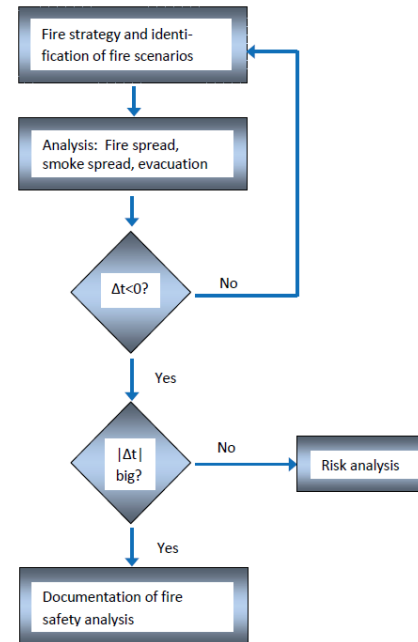 Fire strategy and identi-
fication of fire scenarios
Analysis: Fire spread,
smoke spread, evacuation
Δt<0?
No
Yes
|Δt|
big?
No
Risk analysis
Yes
Documentation of fire
safety analysis